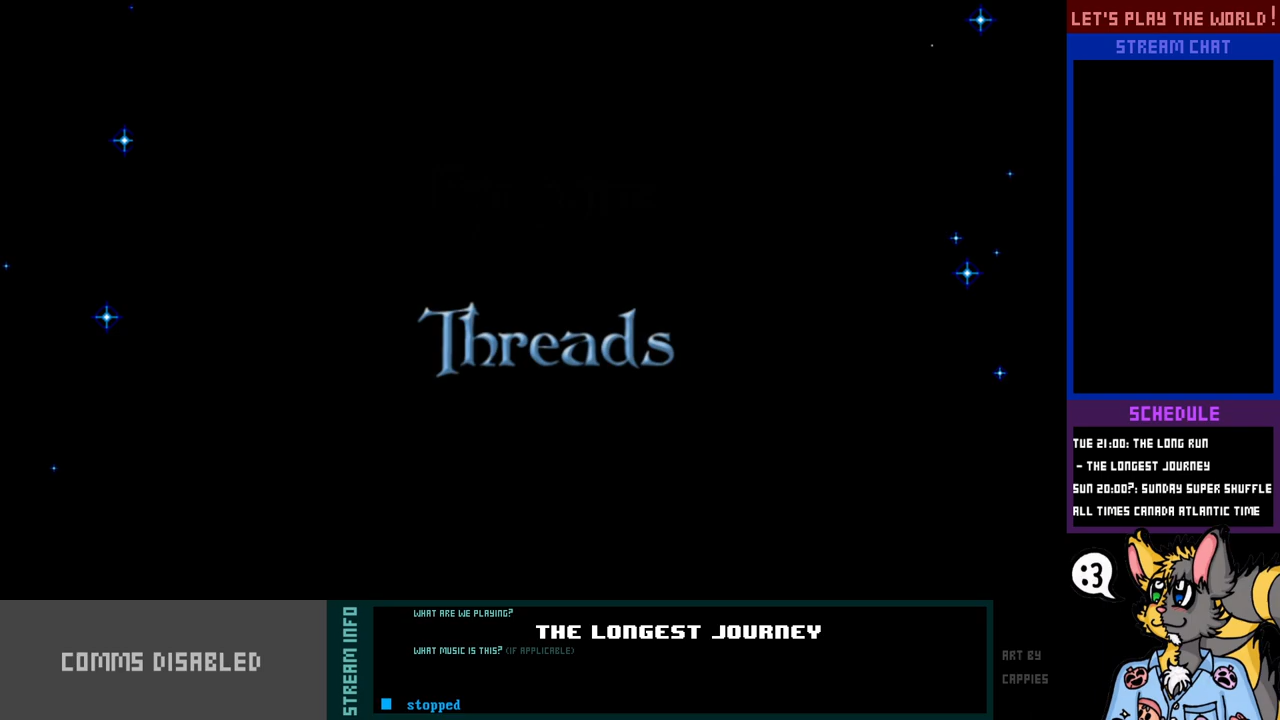 LET'S PLAY THE WORLD!
STREAM CHAT
Threads
SCHEDULE
TUE 21:00: THE LONG RUN
- THE LONGEST JOURNEY
SUN 20:00?: SUNDAY SUPER SHUFFLE
ALL TIMES CANADA ATLANTIC TIME
:3
COMMS DISABLED
STREAM INFO
WHAT ARE WE PLAYING?
THE LONGEST JOURNEY
WHAT MUSIC IS THIS? (IF APPLICABLE)
stopped
ART BY
CAPPIES